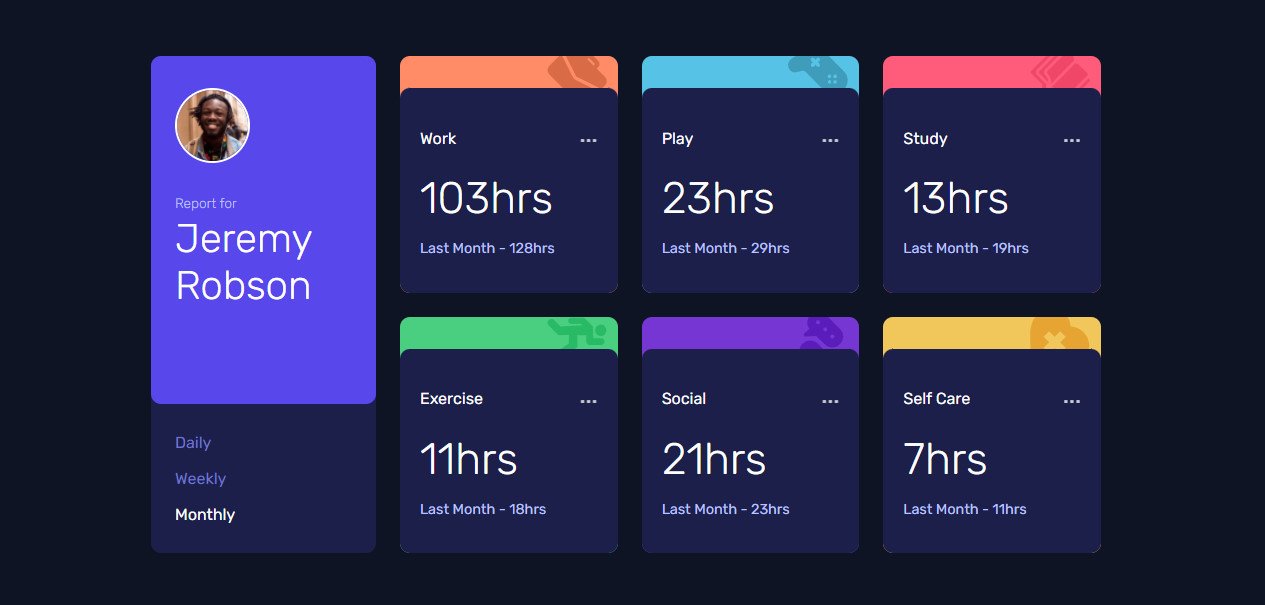 Report for
Jeremy
Robson
Daily
Weekly
Monthly
Work
103hrs
Last Month - 128hrs
Play
23hrs
Last Month - 29hrs
Study
13hrs
Last Month - 19hrs
Exercise
11hrs
Last Month - 18hrs
Social
21hrs
Last Month - 23hrs
Self Care
7hrs
Last Month - 11hrs